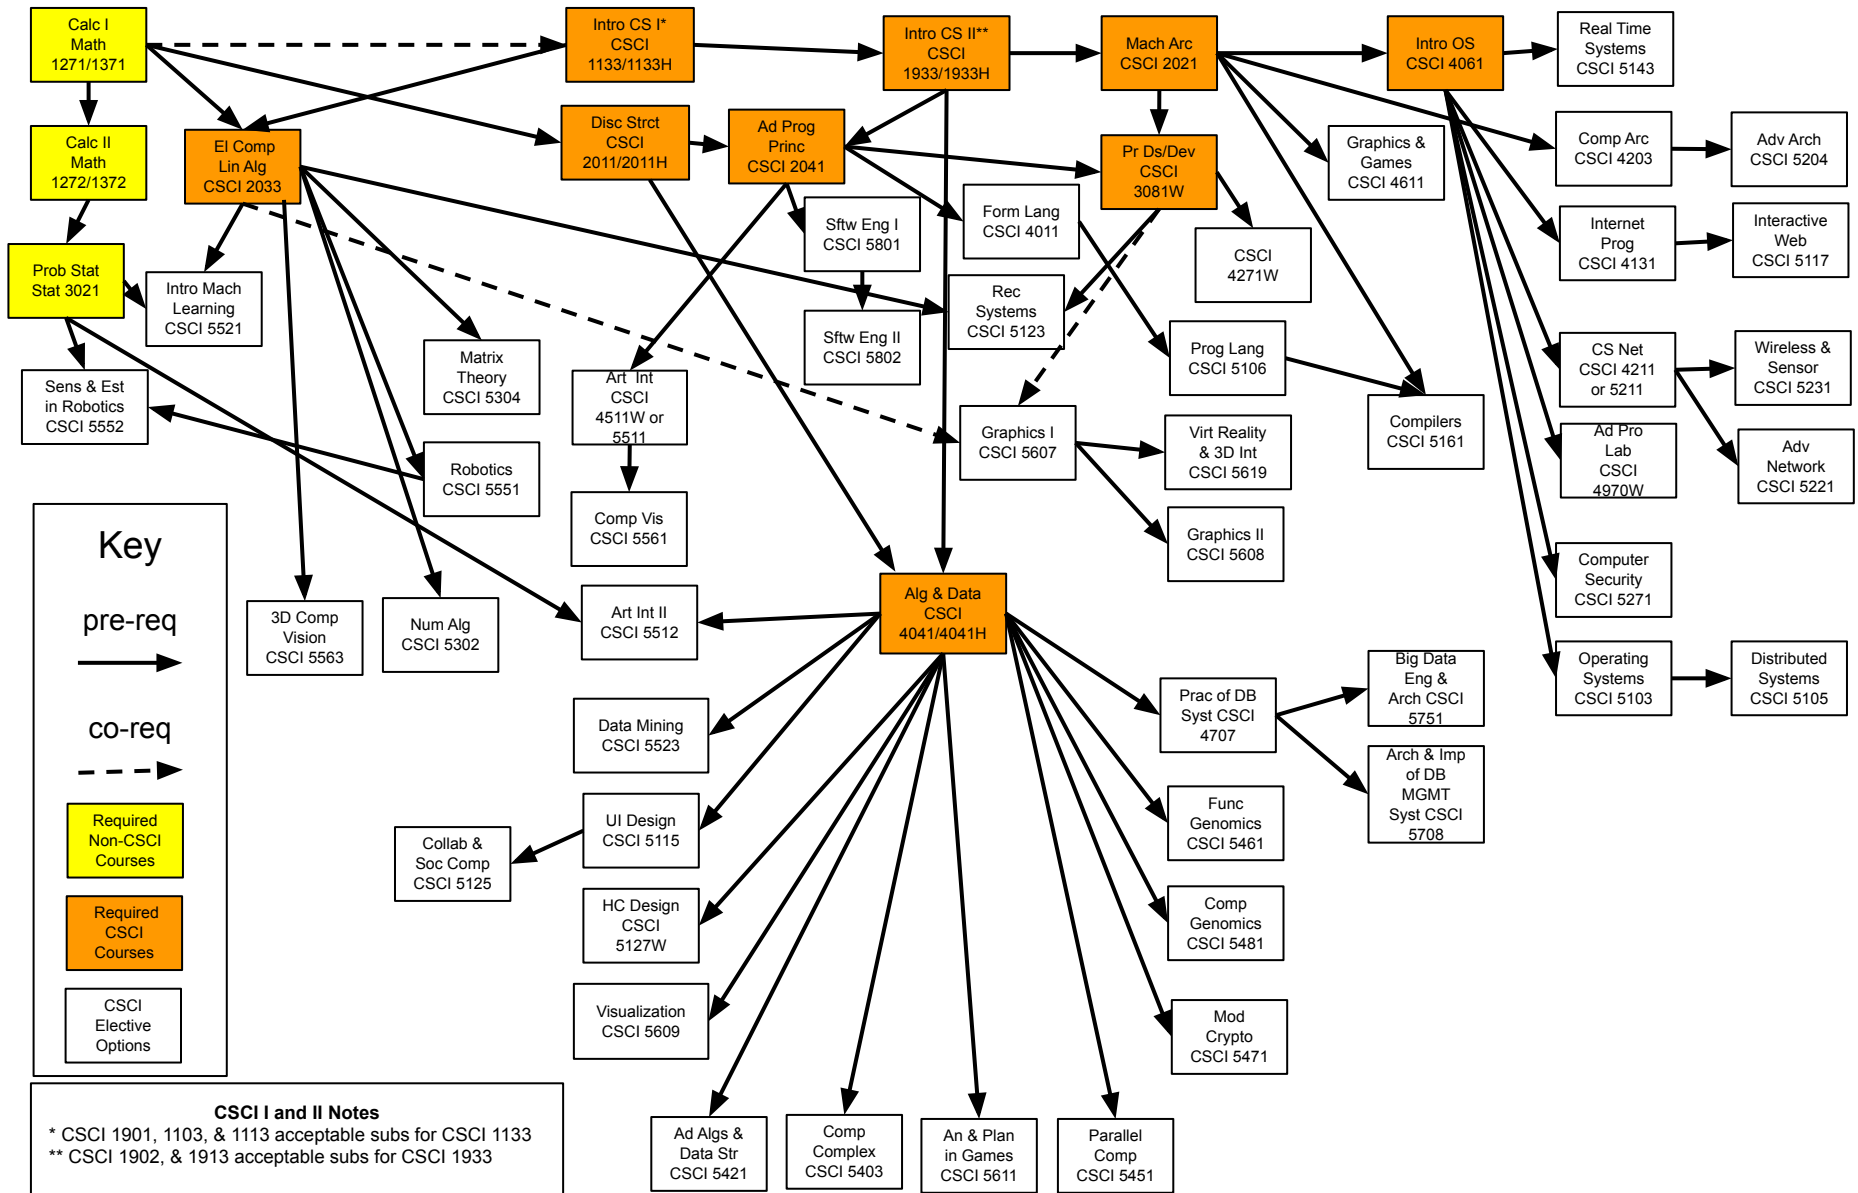 Calc I
Math
1271/1371
Intro CS I*
CSCI
1133/1133H
Intro CS II**
CSCI
1933/1933H
Mach Arc
CSCI 2021
Intro OS
CSCI 4061
Real Time
Systems
CSCI 5143
Calc II
Math
1272/1372
El Comp
Lin Alg
CSCI 2033
Disc Strct
CSCI
2011/2011H
Ad Prog
Princ
CSCI 2041
Pr Ds/Dev
CSCI
3081W
Graphics &
Games
CSCI 4611
Comp Arc
CSCI 4203
Adv Arch
CSCI 5204
Prob Stat
Stat 3021
Intro Mach
Learning
CSCI 5521
Sftw Eng I
CSCI 5801
Form Lang
CSCI 4011
CSCI
4271W
Internet
Prog
CSCI 4131
Interactive
Web
CSCI 5117
Rec
Systems
CSCI 5123
Sftw Eng II
CSCI 5802
Matrix
Theory
CSCI 5304
Prog Lang
CSCI 5106
CS Net
CSCI 4211
or 5211
Wireless &
Sensor
CSCI 5231
Sens & Est
in Robotics
CSCI 5552
Art Int
CSCI
4511W or
5511
Graphics I
CSCI 5607
Virt Reality
& 3D Int
CSCI 5619
Compilers
CSCI 5161
Ad Pro
Lab
CSCI
4970W
Adv
Network
CSCI 5221
Robotics
CSCI 5551
Comp Vis
CSCI 5561
Graphics II
CSCI 5608
Key
pre-req
co-req
Required
Non-CSCI
Courses
Required
CSCI
Courses
CSCI
Elective
Options
3D Comp
Vision
CSCI 5563
Num Alg
CSCI 5302
Art Int II
CSCI 5512
Alg & Data
CSCI
4041/4041H
Computer
Security
CSCI 5271
Operating
Systems
CSCI 5103
Distributed
Systems
CSCI 5105
Data Mining
CSCI 5523
Prac of DB
Syst CSCI
4707
Big Data
Eng &
Arch CSCI
5751
Arch & Imp
of DB
MGMT
Syst CSCI
5708
Collab &
Soc Comp
CSCI 5125
UI Design
CSCI 5115
Func
Genomics
CSCI 5461
HC Design
CSCI
5127W
Comp
Genomics
CSCI 5481
Visualization
CSCI 5609
Mod
Crypto
CSCI 5471
Ad Algs &
Data Str
CSCI 5421
Comp
Complex
CSCI 5403
An & Plan
in Games
CSCI 5611
Parallel
Comp
CSCI 5451
CSCI I and II Notes
* CSCI 1901, 1103, & 1113 acceptable subs for CSCI 1133
** CSCI 1902, & 1913 acceptable subs for CSCI 1933